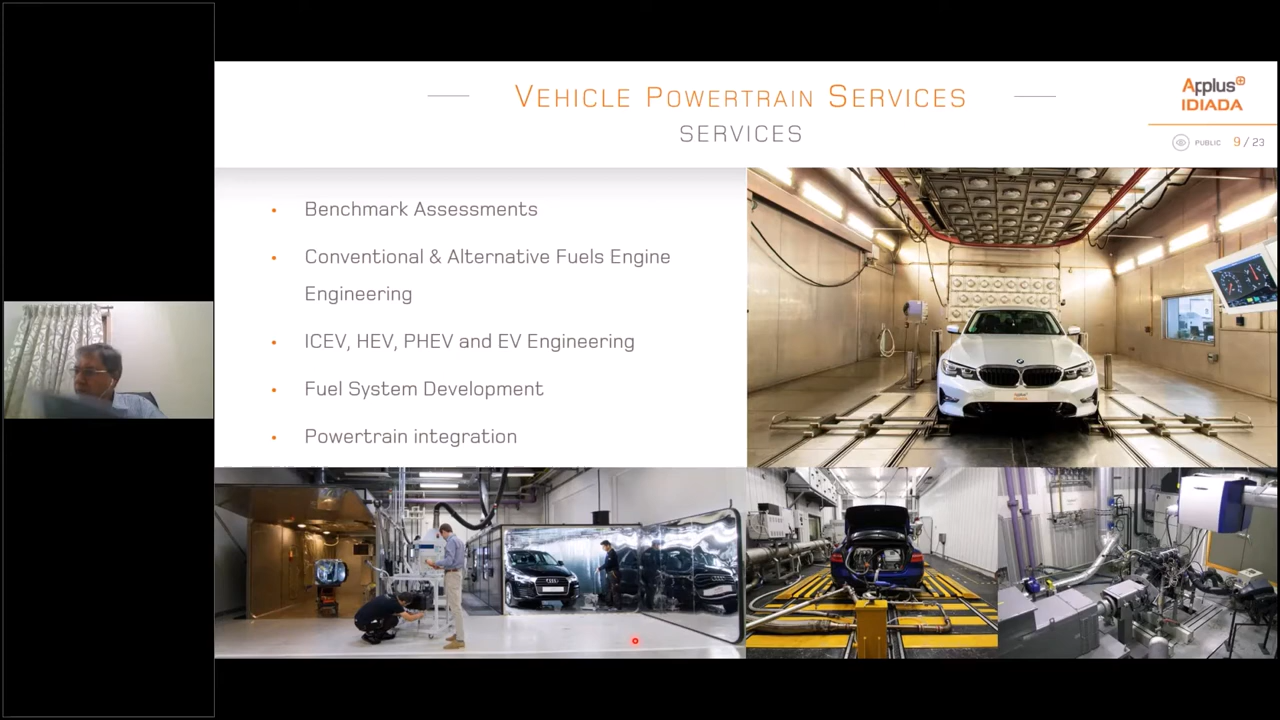 VEHICLE POWERTRAIN SERVICES
SERVICES
Applus+
IDIADA
PUBLIC 9 / 23
• Benchmark Assessments
• Conventional & Alternative Fuels Engine
Engineering
• ICEV, HEV, PHEV and EV Engineering
• Fuel System Development
• Powertrain integration